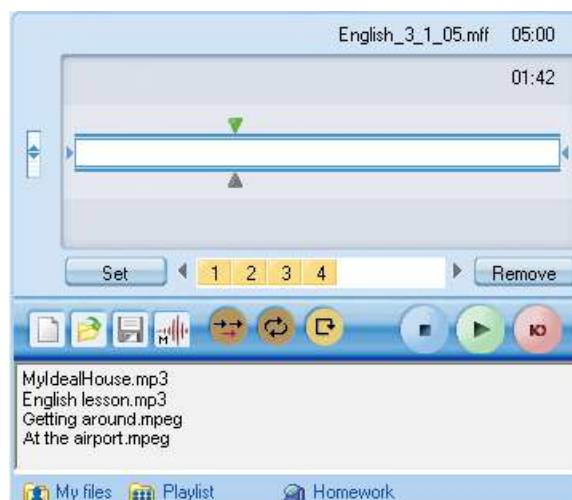 English_3_1_05.mff 05:00
01:42
Set 1 2 3 4 Remove
M
MyIdealHouse.mp3
English lesson.mp3
Getting around.mpeg
At the airport.mpeg
My files Playlist Homework